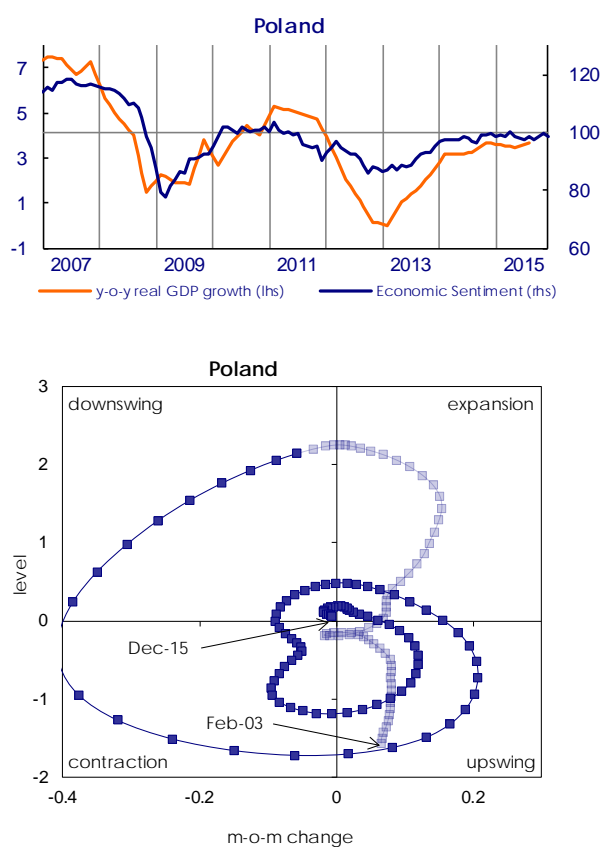 Poland
7 120
5 100
3
1 80
-1 60
2007 2009 2011 2013 2015
y-o-y real GDP growth (lhs) Economic Sentiment (rhs)
Poland
3
downswing expansion
2
1
level
0
Dec-15
-1
Feb-03
contraction upswing
-2
-0.4 -0.2 0 0.2
m-o-m change